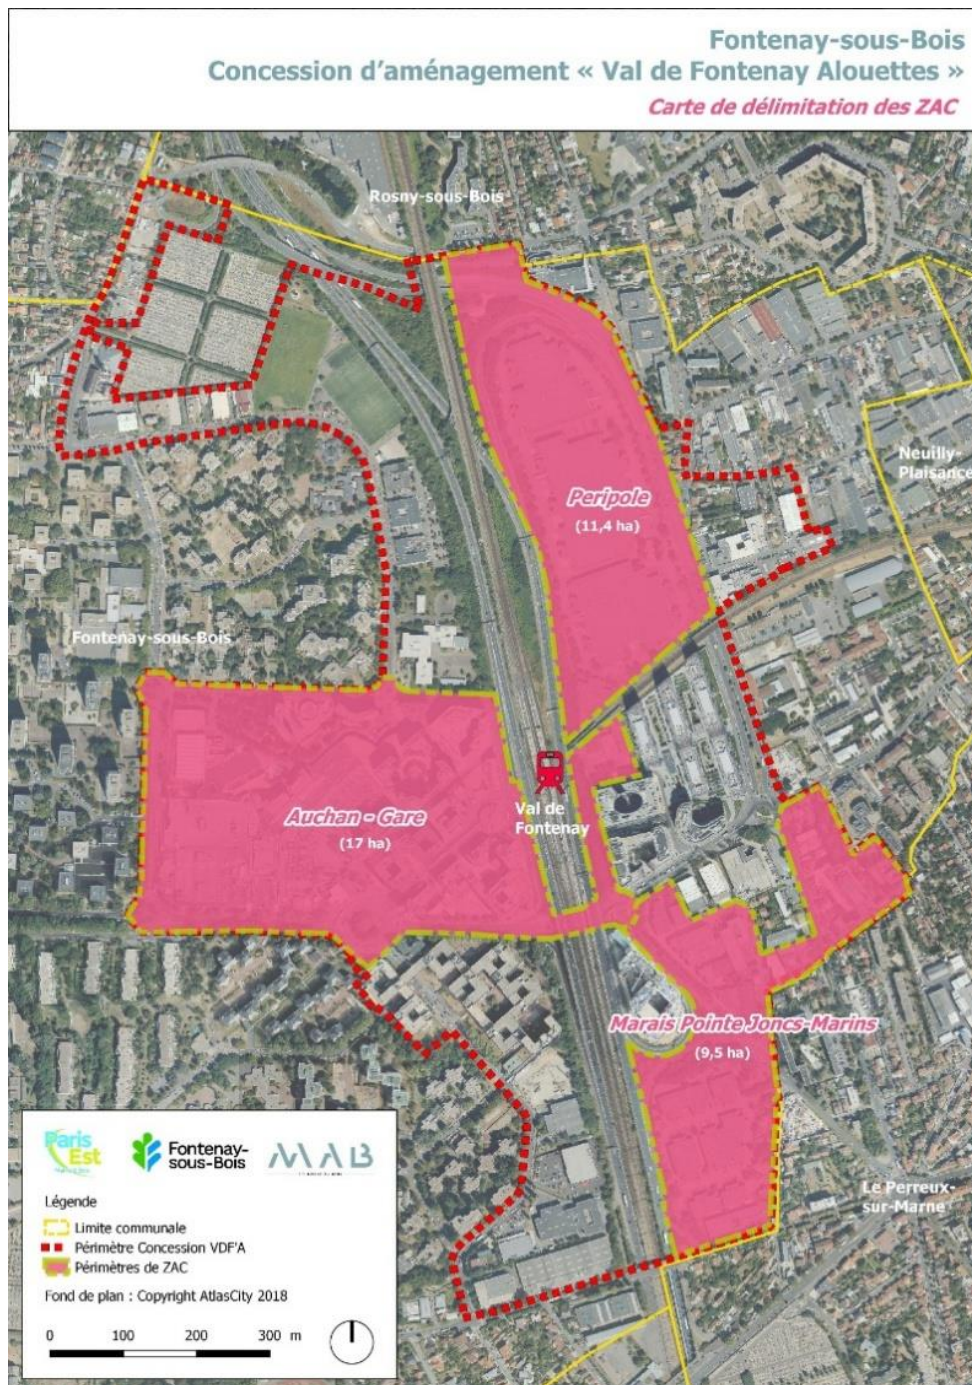 Fontenay-sous-Bois
Concession d'aménagement « Val de Fontenay Alouettes »
Carte de délimitation des ZAC
Rosny-sous-Bois
Neuilly-
Plaisance
Peripole
(11,4 ha)
Fontenay-sous-Bois
Auchan - Gare
(17 ha)
Val de
Fontenay
Marais Pointe Joncs-Marins
(9,5 ha)
Le Perreux-
sur-Marne
Paris
Est
Fontenay-
sous-Bois
MAB
Légende
Limite communale
Périmètre Concession VDF'A
Périmètres de ZAC
Fond de plan : Copyright AtlasCity 2018
0 100 200 300 m